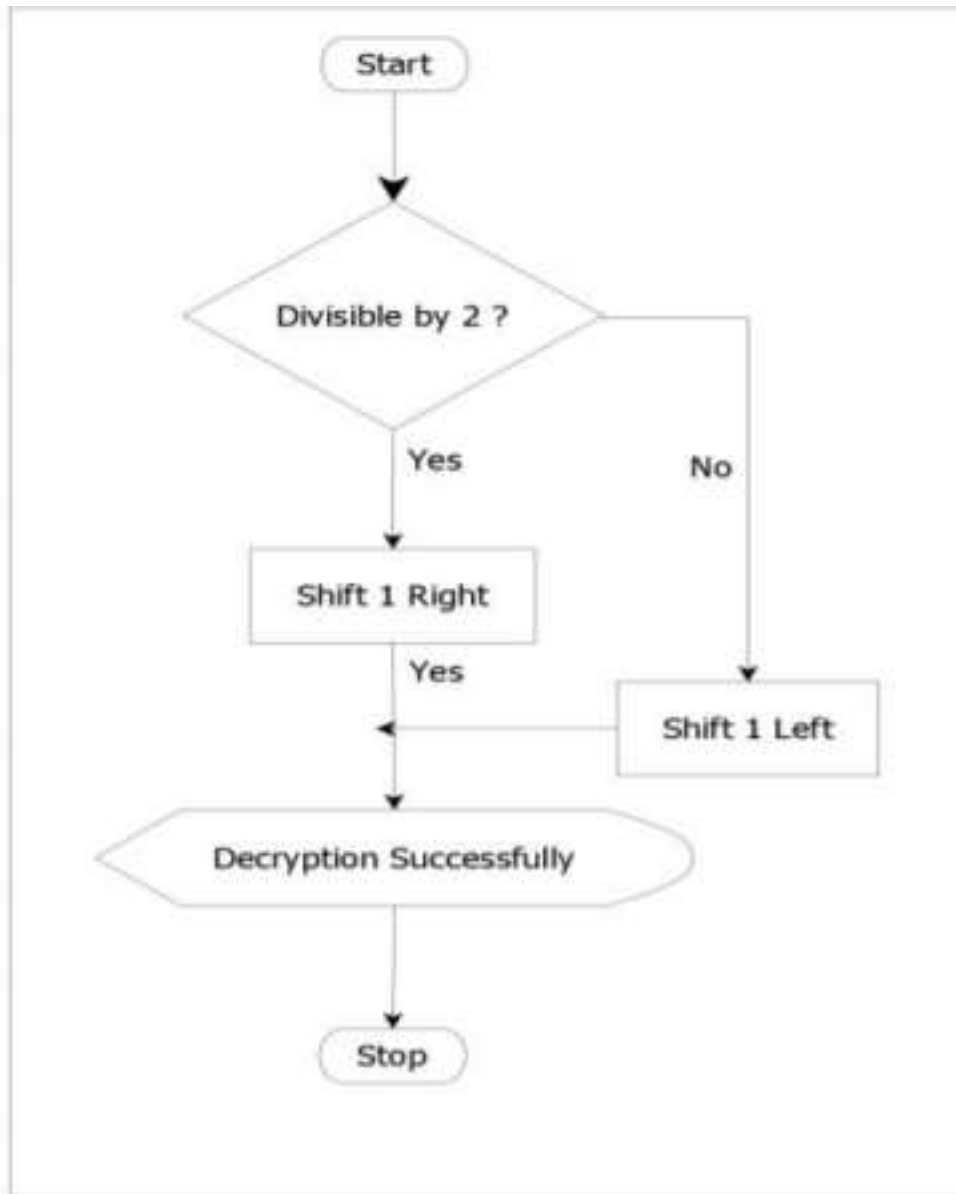 Start
Divisible by 2 ?
Yes
No
Shift 1 Right
Yes
Shift 1 Left
Decryption Successfully
Stop